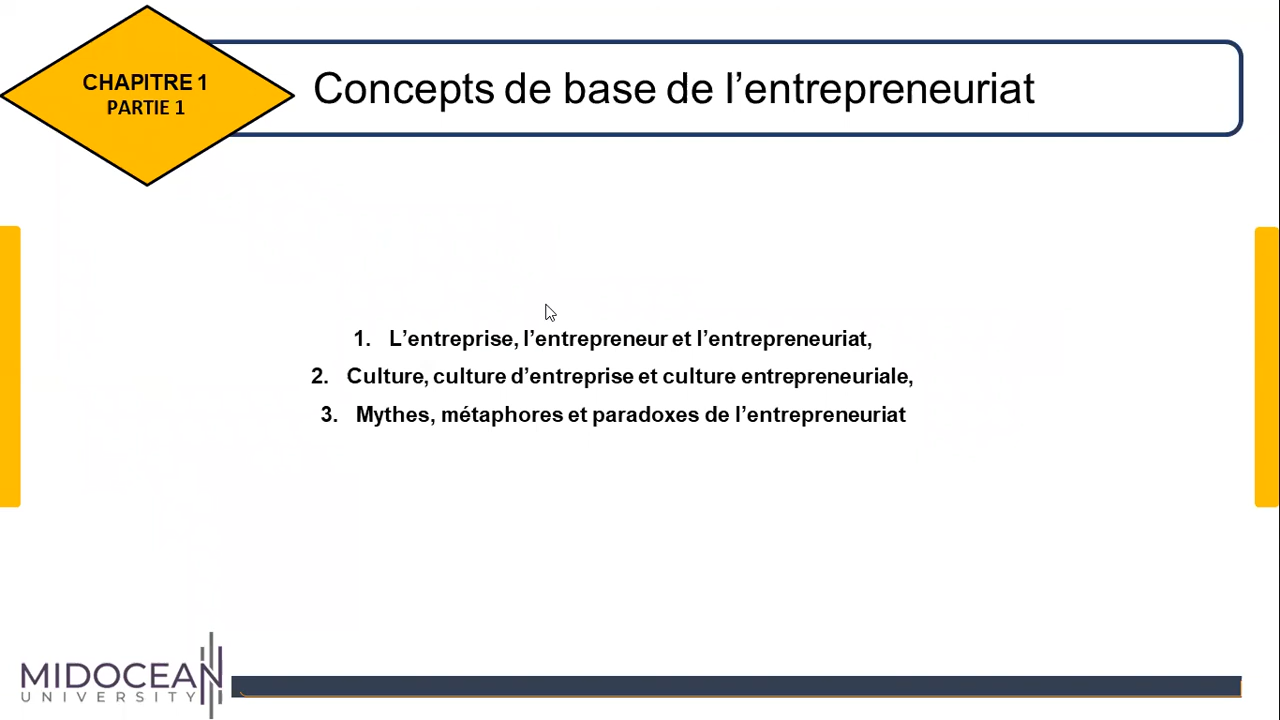 CHAPITRE 1
PARTIE 1
Concepts de base de l’entrepreneuriat
1. L’entreprise, l’entrepreneur et l’entrepreneuriat,
2. Culture, culture d’entreprise et culture entrepreneuriale,
3. Mythes, métaphores et paradoxes de l’entrepreneuriat
MIDOCEAN
UNIVERSITY